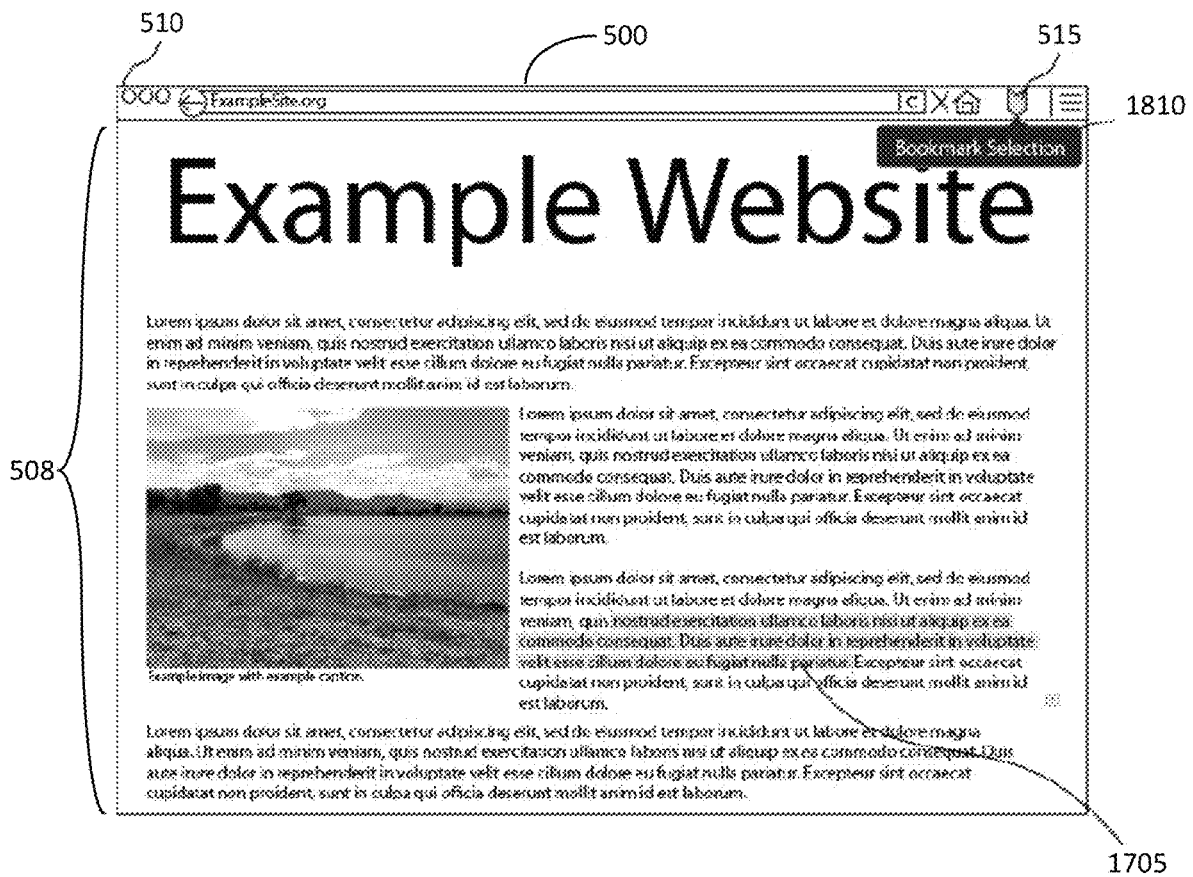 510
500
515
ExampleSite.org
C
1810
Bookmark Selection
Example Website
Lorem ipsum dolor sit amet, consectetur adipiscing elit, sed do eiusmod tempor incididunt ut labore et dolore magna aliqua. Ut
enim ad minim veniam, quis nostrud exercitation ullamco laboris nisi ut aliquip ex ea commodo consequat. Duis aute irure dolor
in reprehenderit in voluptate velit esse cillum dolore eu fugiat nulla pariatur. Excepteur sint occaecat cupidatat non proident,
sunt in culpa qui officia deserunt mollit anim id est laborum.
508
Lorem ipsum dolor sit amet, consectetur adipiscing elit, sed do eiusmod
tempor incididunt ut labore et dolore magna aliqua. Ut enim ad minim
veniam, quis nostrud exercitation ullamco laboris nisi ut aliquip ex ea
commodo consequat. Duis aute irure dolor in reprehenderit in voluptate
velit esse cillum dolore eu fugiat nulla pariatur. Excepteur sint occaecat
cupidatat non proident, sunt in culpa qui officia deserunt mollit anim id
est laborum.
Lorem ipsum dolor sit amet, consectetur adipiscing elit, sed do eiusmod
tempor incididunt ut labore et dolore magna aliqua. Ut enim ad minim
veniam, quis nostrud exercitation ullamco laboris nisi ut aliquip ex ea
commodo consequat. Duis aute irure dolor in reprehenderit in voluptate
velit esse cillum dolore eu fugiat nulla pariatur. Excepteur sint occaecat
cupidatat non proident, sunt in culpa qui officia deserunt mollit anim id
est laborum.
Example image with example caption.
Lorem ipsum dolor sit amet, consectetur adipiscing elit, sed do eiusmod tempor incididunt ut labore et dolore magna
aliqua. Ut enim ad minim veniam, quis nostrud exercitation ullamco laboris nisi ut aliquip ex ea commodo consequat. Duis
aute irure dolor in reprehenderit in voluptate velit esse cillum dolore eu fugiat nulla pariatur. Excepteur sint occaecat
cupidatat non proident, sunt in culpa qui officia deserunt mollit anim id est laborum.
1705